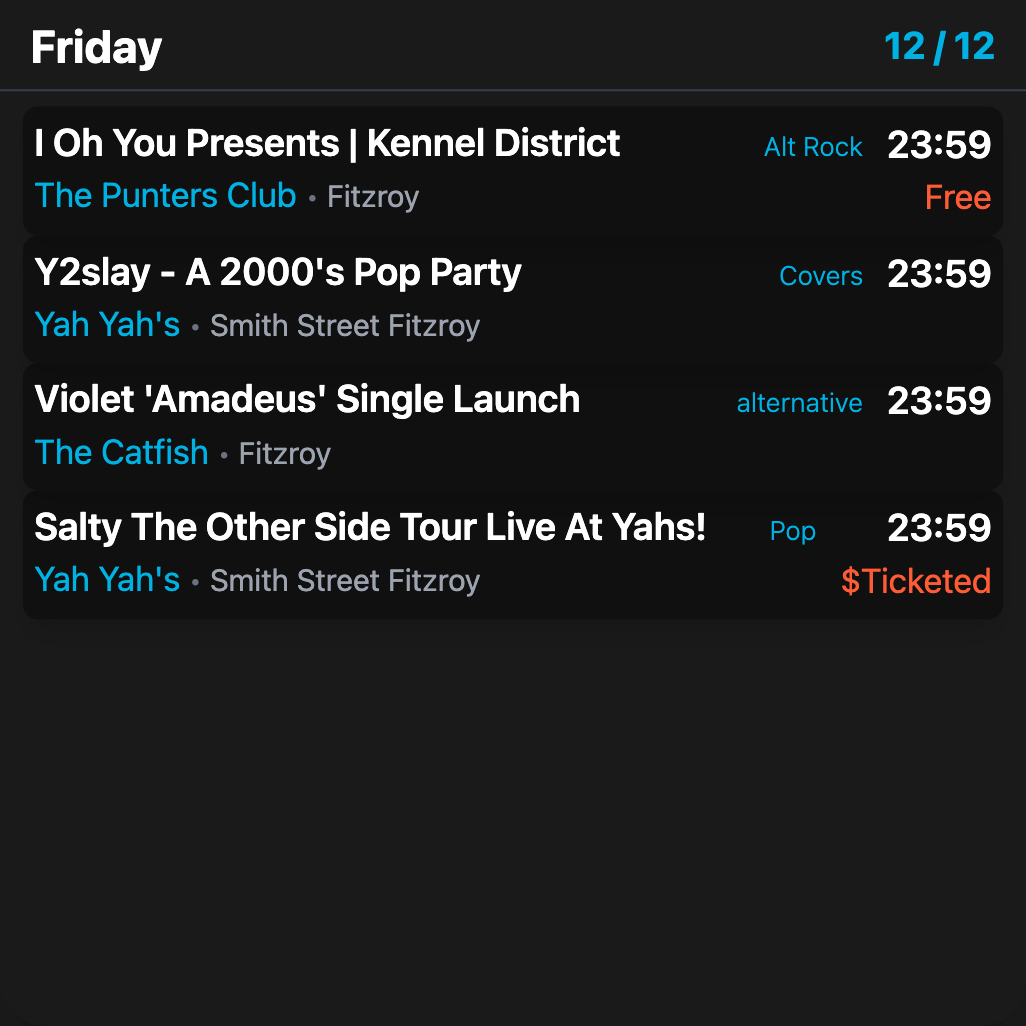 Friday 12 / 12
I Oh You Presents | Kennel District Alt Rock 23:59
The Punters Club • Fitzroy Free
Y2slay - A 2000's Pop Party Covers 23:59
Yah Yah's • Smith Street Fitzroy
Violet 'Amadeus' Single Launch alternative 23:59
The Catfish • Fitzroy
Salty The Other Side Tour Live At Yahs! Pop 23:59
Yah Yah's • Smith Street Fitzroy $Ticketed